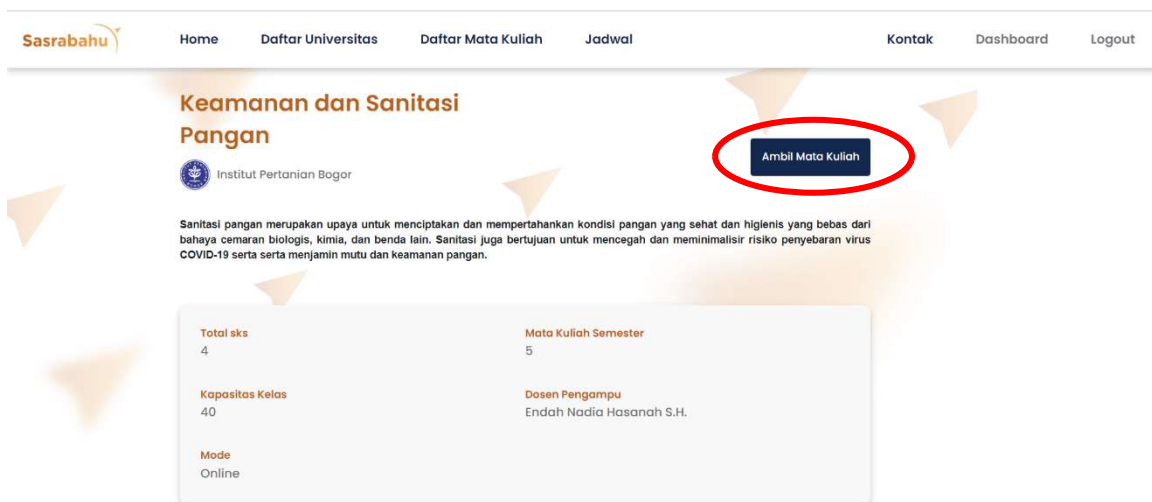 Sasrabahu
Home
Daftar Universitas
Daftar Mata Kuliah
Jadwal
Kontak
Dashboard
Logout
Keamanan dan Sanitasi
Pangan
Ambil Mata Kuliah
Institut Pertanian Bogor
Sanitasi pangan merupakan upaya untuk menciptakan dan mempertahankan kondisi pangan yang sehat dan higienis yang bebas dari
bahaya cemaran biologis, kimia, dan benda lain. Sanitasi juga bertujuan untuk mencegah dan meminimalisir risiko penyebaran virus
COVID-19 serta serta menjamin mutu dan keamanan pangan.
Total sks
4
Mata Kuliah Semester
5
Kapasitas Kelas
40
Dosen Pengampu
Endah Nadia Hasanah S.H.
Mode
Online